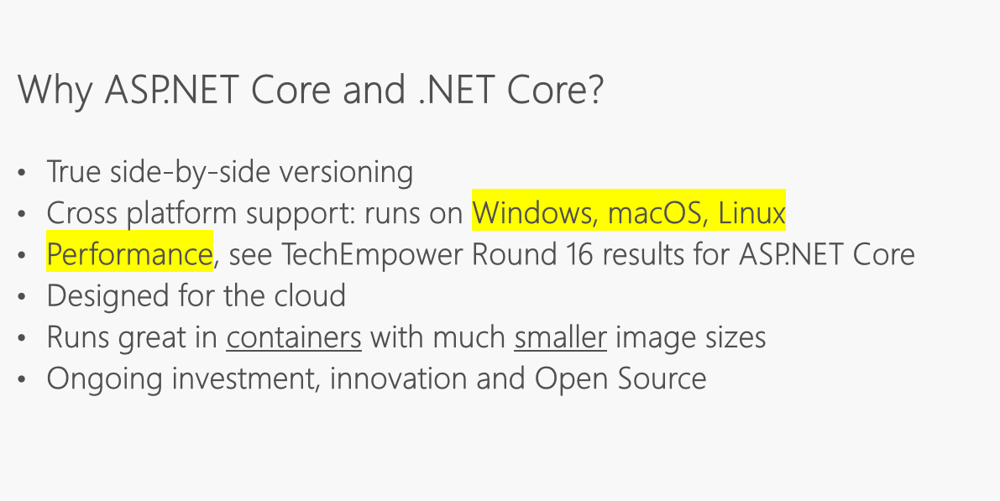 Why ASP.NET Core and .NET Core?
• True side-by-side versioning
• Cross platform support: runs on Windows, macOS, Linux
• Performance, see TechEmpower Round 16 results for ASP.NET Core
• Designed for the cloud
• Runs great in containers with much smaller image sizes
• Ongoing investment, innovation and Open Source